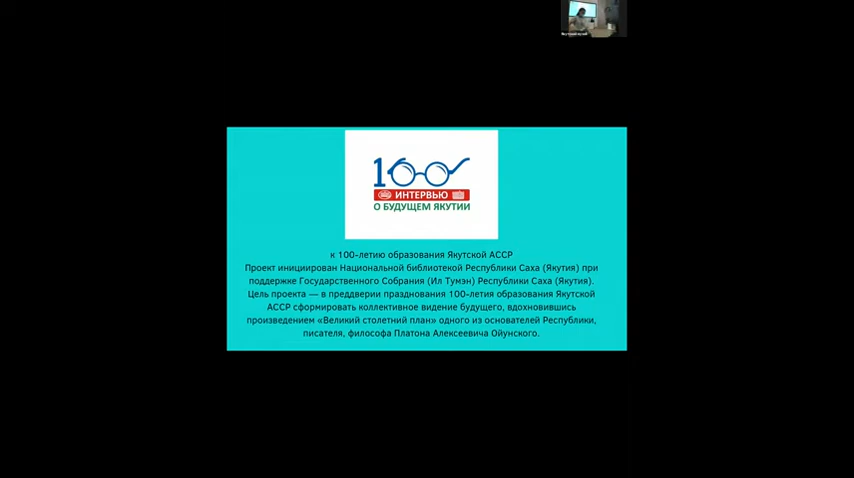 100
ИНТЕРВЬЮ
О БУДУЩЕМ ЯКУТИИ
к 100-летию образования Якутской АССР
Проект инициирован Национальной библиотекой Республики Саха (Якутия) при
поддержке Государственного Собрания (Ил Тумэн) Республики Саха (Якутия).
Цель проекта — в преддверии празднования 100-летия образования Якутской
АССР сформировать коллективное видение будущего, вдохновившись
произведением «Великий столетний план» одного из основателей Республики,
писателя, философа Платона Алексеевича Ойунского.